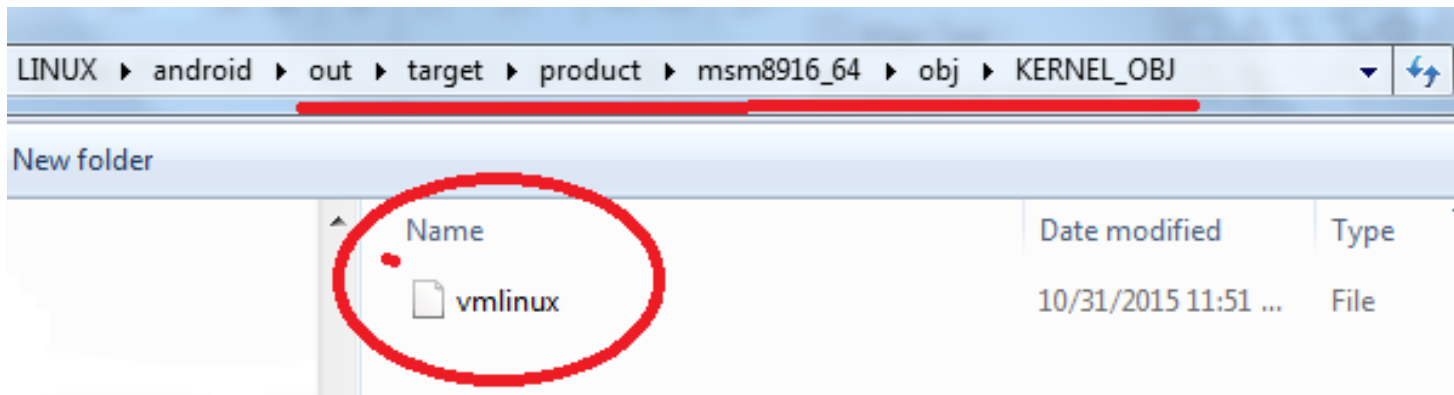 LINUX ▸ android ▸ out ▸ target ▸ product ▸ msm8916_64 ▸ obj ▸ KERNEL_OBJ
New folder
Name Date modified Type
vmlinux 10/31/2015 11:51 ... File